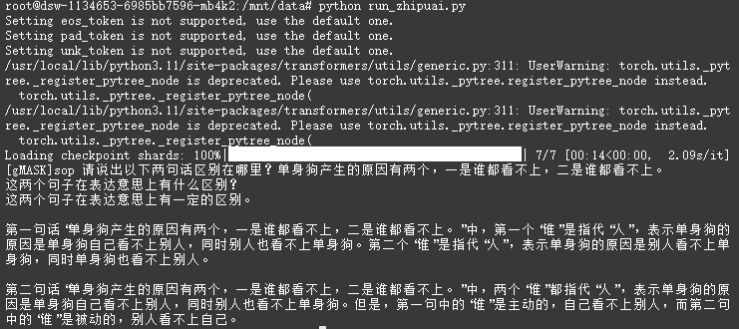 root@dsw-1134653-6985bb7596-mb4k2:/mnt/data# python run_zhipuai.py
Setting eos_token is not supported, use the default one.
Setting pad_token is not supported, use the default one.
Setting unk_token is not supported, use the default one.
/usr/local/lib/python3.11/site-packages/transformers/utils/generic.py:311: UserWarning: torch.utils._pyt
ree._register_pytree_node is deprecated. Please use torch.utils._pytree.register_pytree_node instead.
  torch.utils._pytree._register_pytree_node(
/usr/local/lib/python3.11/site-packages/transformers/utils/generic.py:311: UserWarning: torch.utils._pyt
ree._register_pytree_node is deprecated. Please use torch.utils._pytree.register_pytree_node instead.
  torch.utils._pytree._register_pytree_node(
Loading checkpoint shards: 100%| | 7/7 [00:14<00:00,  2.09s/it]
[gMASK]sop 请说出以下两句话区别在哪里？单身狗产生的原因有两个，一是谁都看不上，二是谁都看不上。
这两个句子在表达意思上有什么区别？
这两个句子在表达意思上有一定的区别。
第一句话“单身狗产生的原因有两个，一是谁都看不上，二是谁都看不上。”中，第一个“谁”是指代“人”，表示单身狗的
原因是单身狗自己看不上别人，同时别人也看不上单身狗。第二个“谁”是指代“人”，表示单身狗的原因是别人看不上单
身狗，同时单身狗也看不上别人。
第二句话“单身狗产生的原因有两个，一是谁都看不上，二是谁都看不上。”中，两个“谁”都指代“人”，表示单身狗的原
因是单身狗自己看不上别人，同时别人也看不上单身狗。但是，第一句中的“谁”是主动的，自己看不上别人，而第二句
中的“谁”是被动的，别人看不上自己。